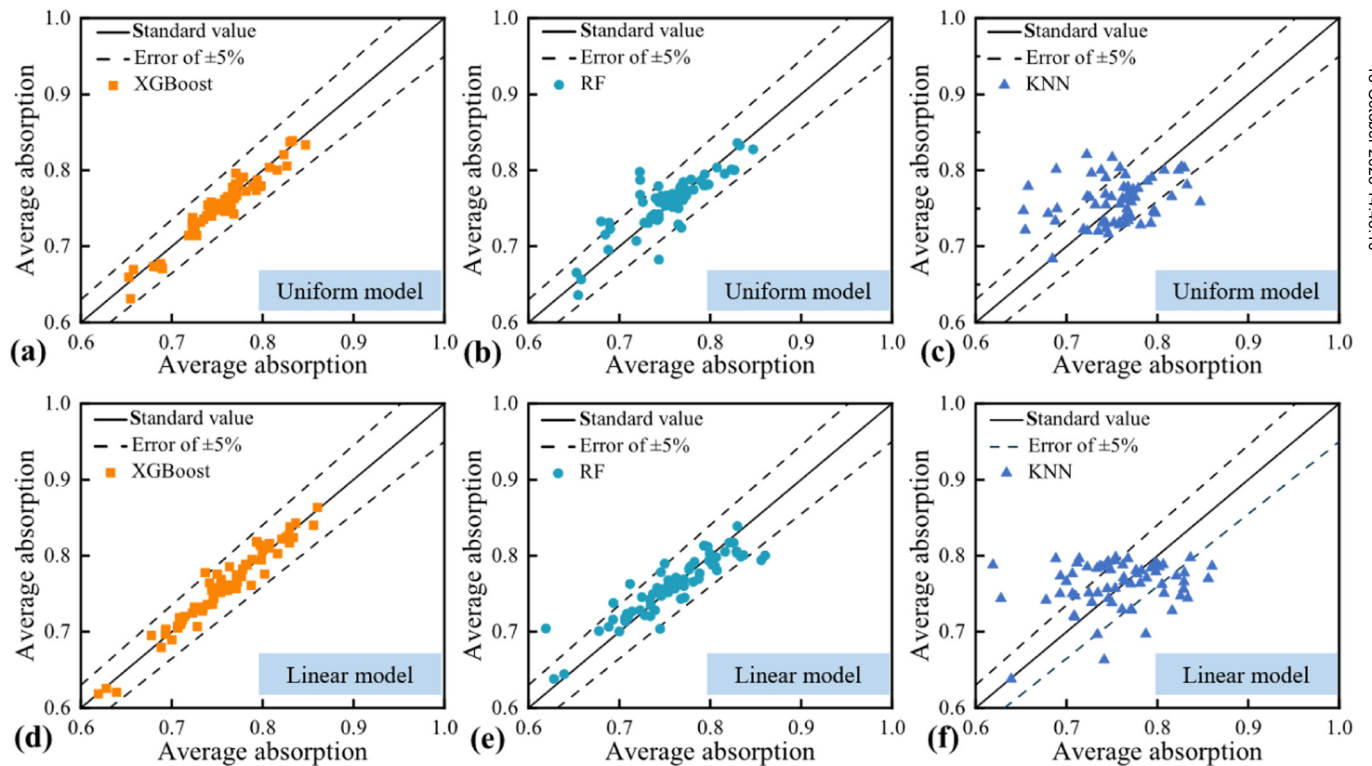 1.0
0.9
0.8
0.7
0.6
Average absorption
Standard value
Error of ±5%
XGBoost
Uniform model
0.6 0.7 0.8 0.9 1.0
Average absorption
(a)
1.0
0.9
0.8
0.7
0.6
Average absorption
Standard value
Error of ±5%
RF
Uniform model
0.6 0.7 0.8 0.9 1.0
Average absorption
(b)
1.0
0.9
0.8
0.7
0.6
Average absorption
Standard value
Error of ±5%
KNN
Uniform model
0.6 0.7 0.8 0.9 1.0
Average absorption
(c)
1.0
0.9
0.8
0.7
0.6
Average absorption
Standard value
Error of ±5%
XGBoost
Linear model
0.6 0.7 0.8 0.9 1.0
Average absorption
(d)
1.0
0.9
0.8
0.7
0.6
Average absorption
Standard value
Error of ±5%
RF
Linear model
0.6 0.7 0.8 0.9 1.0
Average absorption
(e)
1.0
0.9
0.8
0.7
0.6
Average absorption
Standard value
Error of ±5%
KNN
Linear model
0.6 0.7 0.8 0.9 1.0
Average absorption
(f)